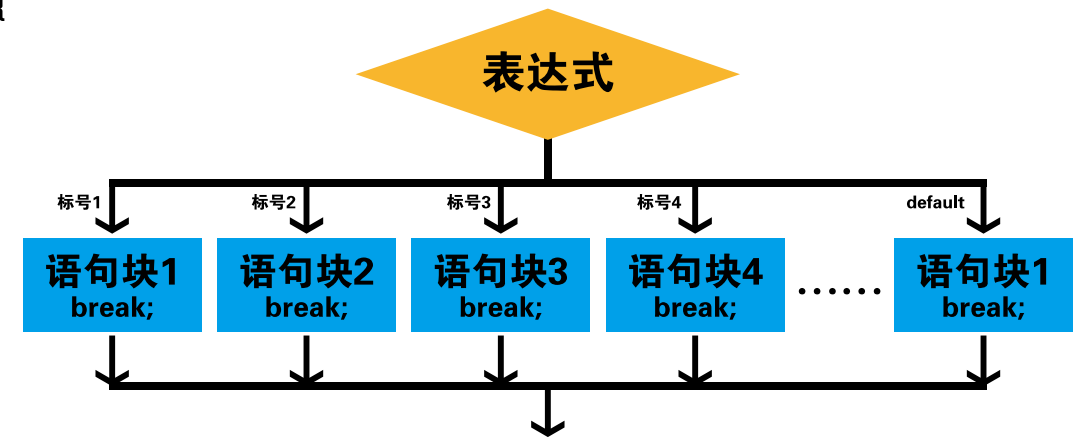 表达式
标号1
标号2
标号3
标号4
default
语句块1
break;
语句块2
break;
语句块3
break;
语句块4
break;
......
语句块1
break;